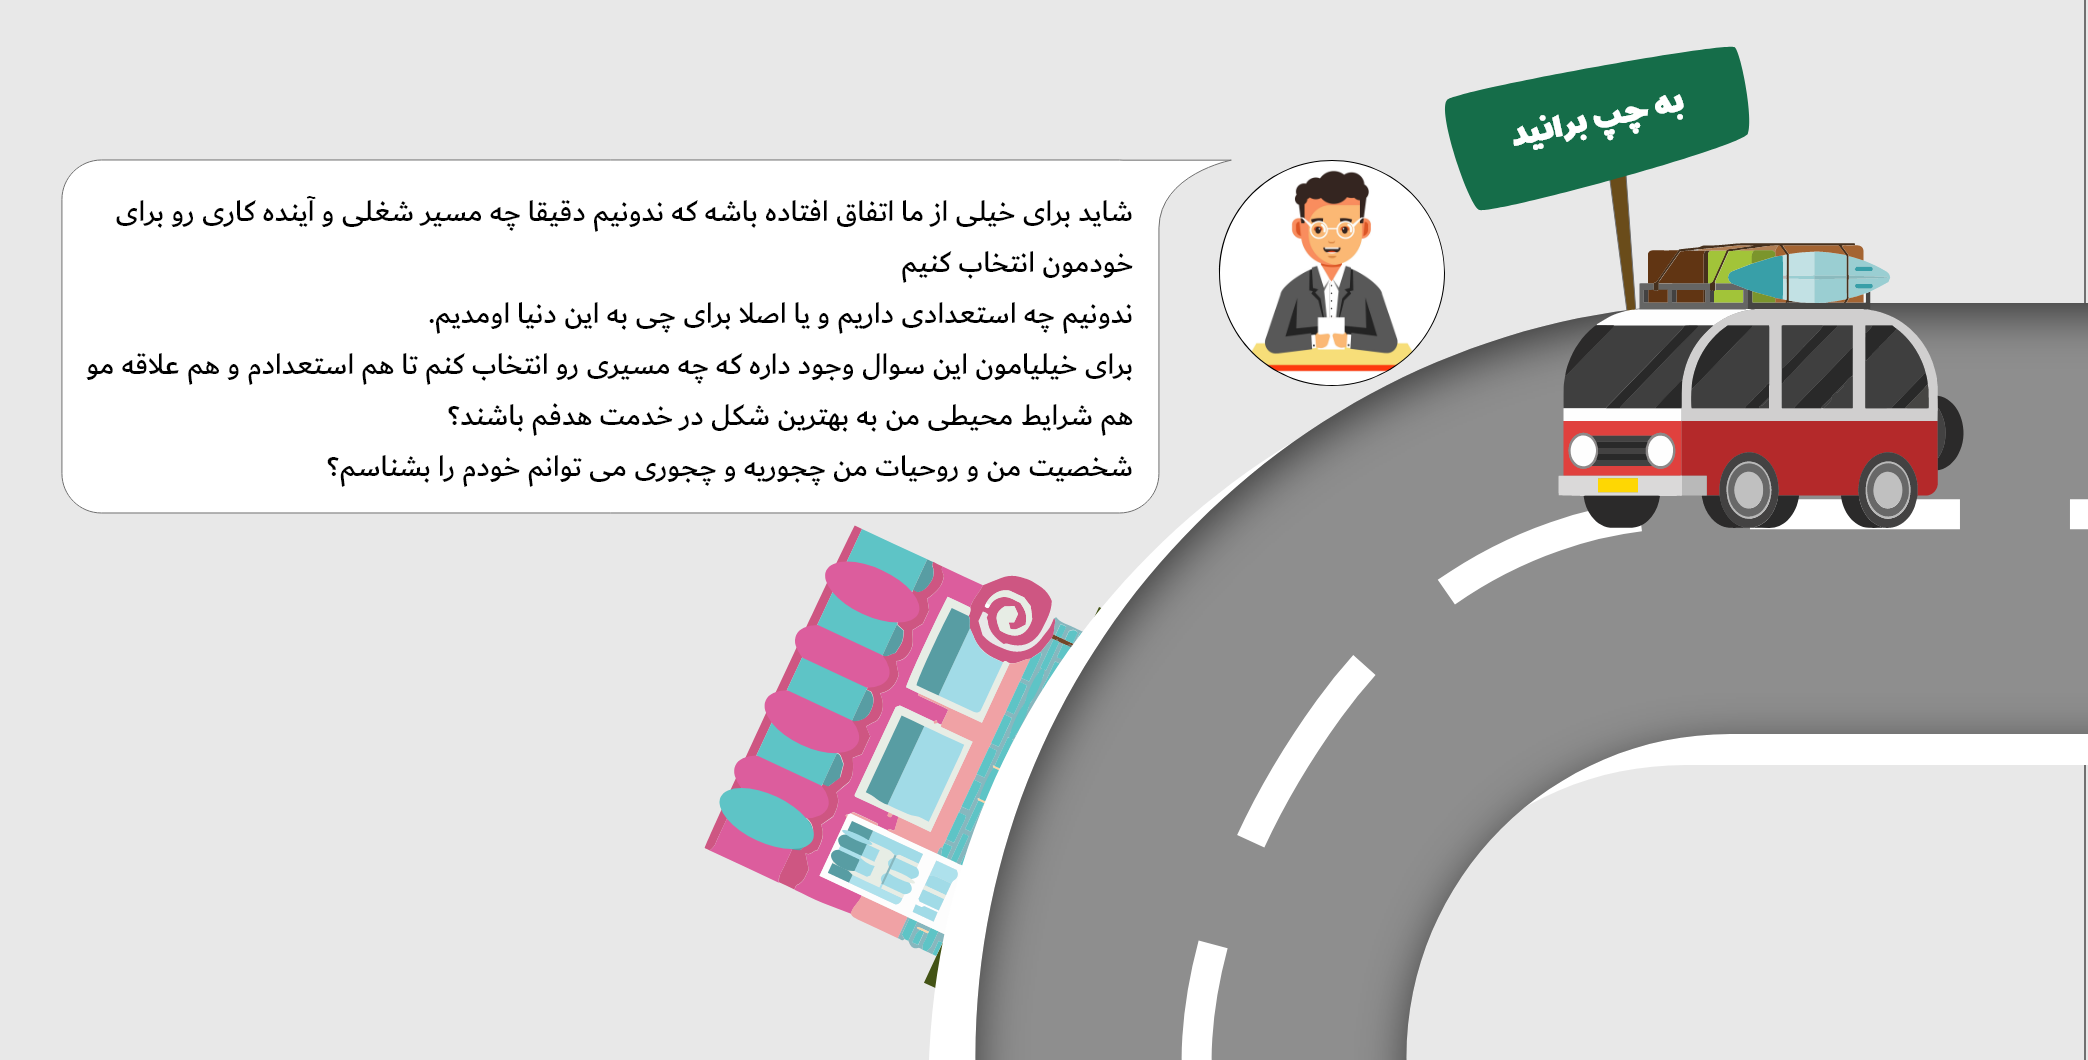 به چپ برانید
شاید برای خیلی از ما اتفاق افتاده باشه که ندونیم دقیقا چه مسیر شغلی و آینده کاری رو برای
خودمون انتخاب کنیم
ندونیم چه استعدادی داریم و یا اصلا برای چی به این دنیا اومدیم.
برای خیلیامون این سوال وجود داره که چه مسیری رو انتخاب کنم تا هم استعدادم و هم علاقه مو
هم شرایط محیطی من به بهترین شکل در خدمت هدفم باشند؟
شخصیت من و روحیات من چجوریه و چجوری می توانم خودم را بشناسم؟